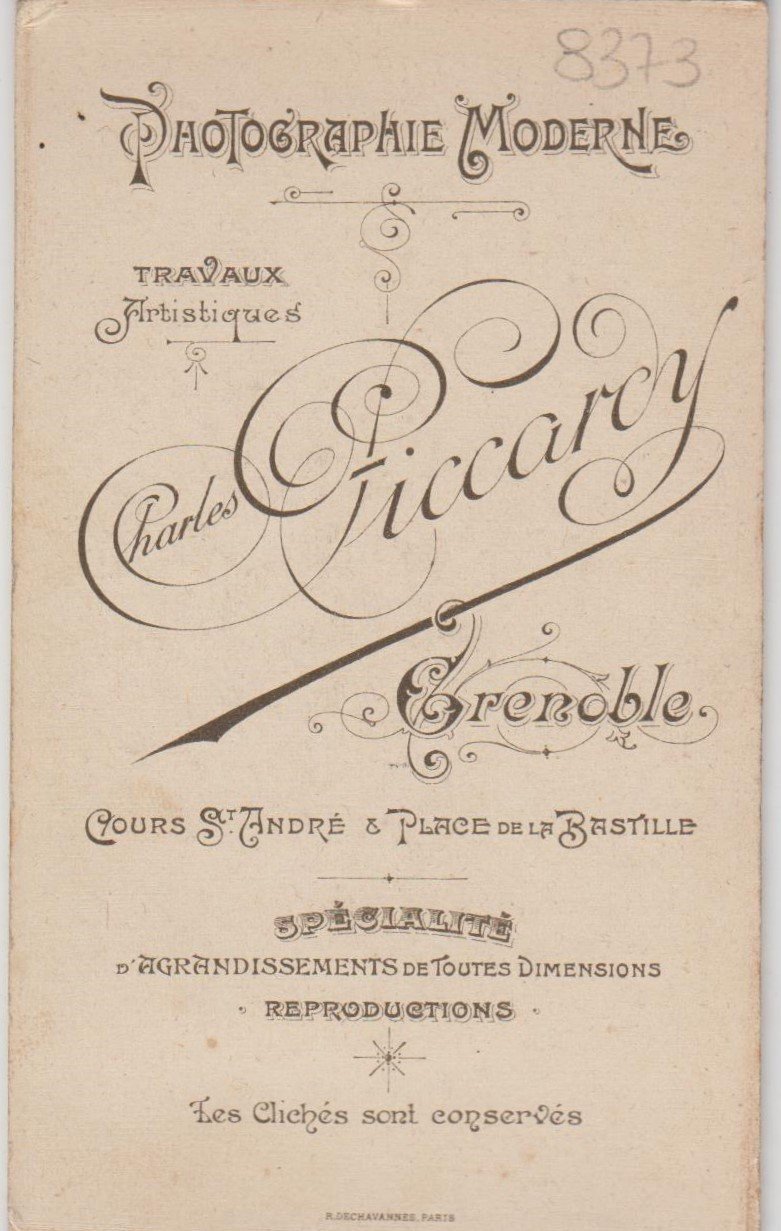 8373
PHOTOGRAPHIE MODERNE
TRAVAUX
Artistiques
Charles Piccardy
Grenoble.
COURS ST. ANDRÉ & PLACE DE LA BASTILLE
SPÉCIALITÉ
D'AGRANDISSEMENTS DE TOUTES DIMENSIONS
REPRODUCTIONS
Les Clichés sont conservés
R. DECHAVANNES, PARIS